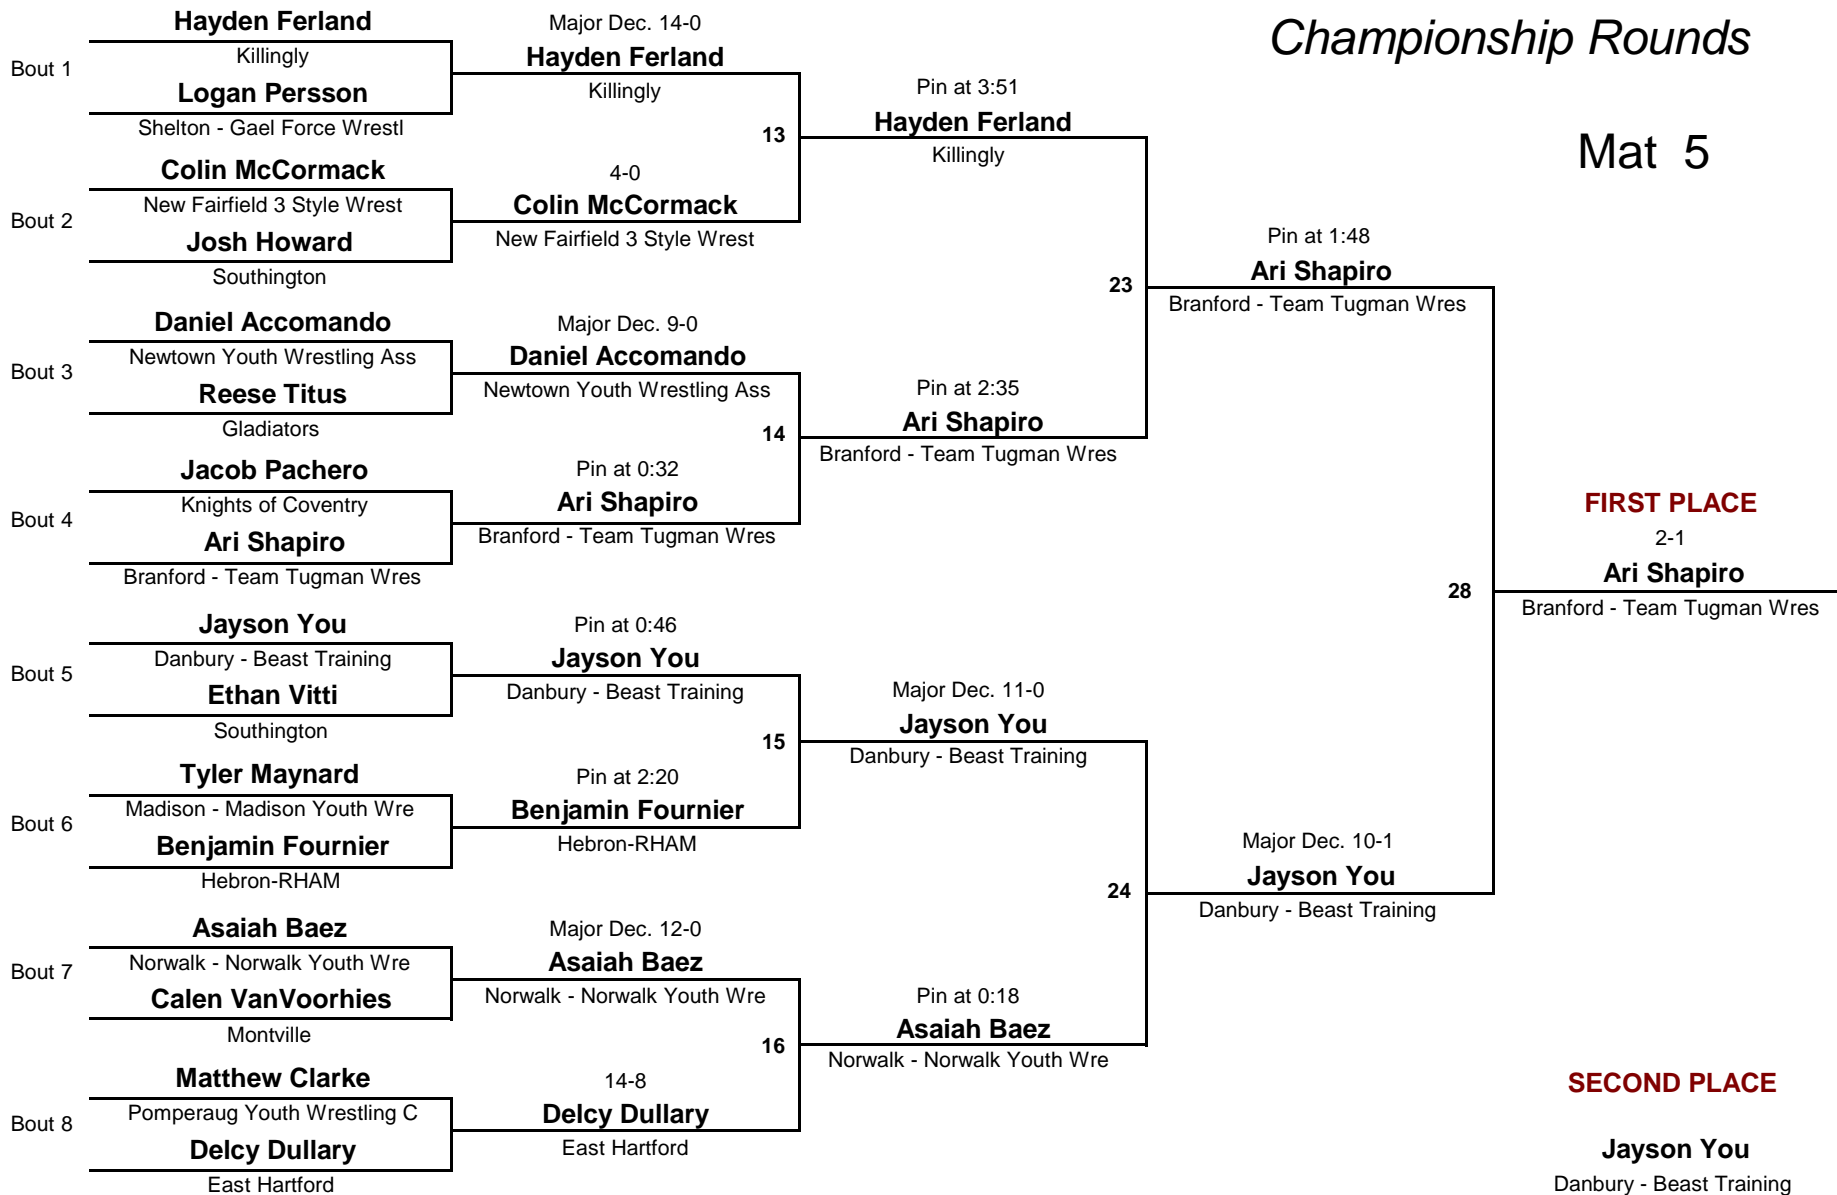 Championship Rounds
Mat 5
Bout 1
Hayden Ferland
Killingly
Logan Persson
Shelton - Gael Force Wrestl
Bout 2
Colin McCormack
New Fairfield 3 Style Wrest
Josh Howard
Southington
Bout 3
Daniel Accomando
Newtown Youth Wrestling Ass
Reese Titus
Gladiators
Bout 4
Jacob Pachero
Knights of Coventry
Ari Shapiro
Branford - Team Tugman Wres
Bout 5
Jayson You
Danbury - Beast Training
Ethan Vitti
Southington
Bout 6
Tyler Maynard
Madison - Madison Youth Wre
Benjamin Fournier
Hebron-RHAM
Bout 7
Asaiah Baez
Norwalk - Norwalk Youth Wre
Calen VanVoorhies
Montville
Bout 8
Matthew Clarke
Pomperaug Youth Wrestling C
Delcy Dullary
East Hartford
Major Dec. 14-0
Hayden Ferland
Killingly
13
4-0
Colin McCormack
New Fairfield 3 Style Wrest
Major Dec. 9-0
Daniel Accomando
Newtown Youth Wrestling Ass
14
Pin at 0:32
Ari Shapiro
Branford - Team Tugman Wres
Pin at 0:46
Jayson You
Danbury - Beast Training
15
Pin at 2:20
Benjamin Fournier
Hebron-RHAM
Major Dec. 12-0
Asaiah Baez
Norwalk - Norwalk Youth Wre
16
14-8
Delcy Dullary
East Hartford
Pin at 3:51
Hayden Ferland
Killingly
23
Pin at 2:35
Ari Shapiro
Branford - Team Tugman Wres
Major Dec. 11-0
Jayson You
Danbury - Beast Training
24
Pin at 0:18
Asaiah Baez
Norwalk - Norwalk Youth Wre
Pin at 1:48
Ari Shapiro
Branford - Team Tugman Wres
28
Major Dec. 10-1
Jayson You
Danbury - Beast Training
FIRST PLACE
2-1
Ari Shapiro
Branford - Team Tugman Wres
SECOND PLACE
Jayson You
Danbury - Beast Training